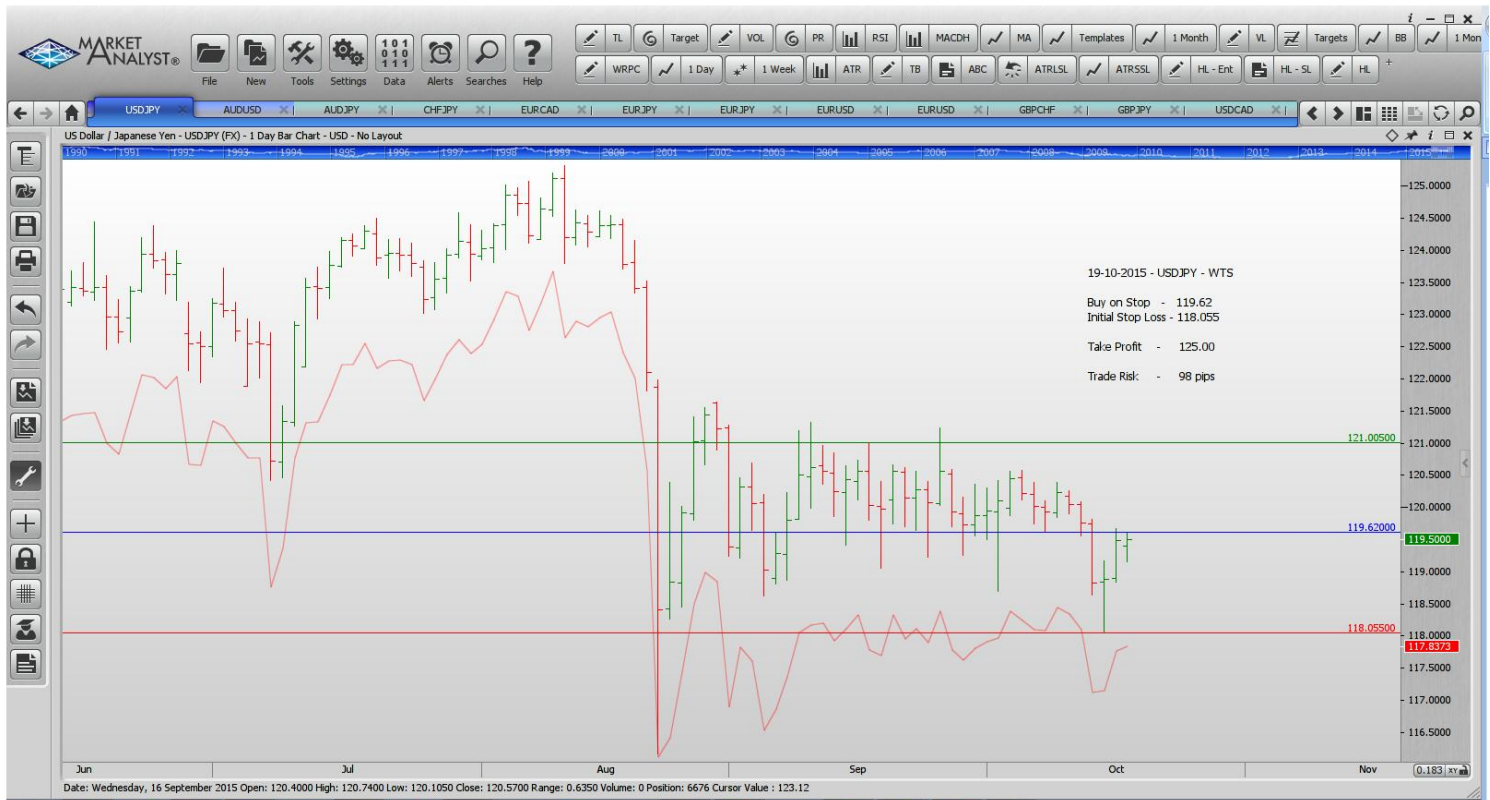 i
MARKET ANALYST®
File New Tools Settings Data Alerts Searches Help
101 010 111
TL Target VOL PR RSI MACDH MA Templates 1 Month VL Targets BB 1 Mon
WRPC 1 Day 1 Week ATR TB ABC ATRLSL ATRSSL HL - Ent HL - SL HL +
USDJPY AUDUSD AUDJPY CHFJPY EURCAD EURJPY EURJPY EURUSD EURUSD GBPCHF GBPJPY USDCAD
US Dollar / Japanese Yen - USDJPY (FX) - 1 Day Bar Chart - USD - No Layout
i
1990 1991 1992 1993 1994 1995 1996 1997 1998 1999 2000 2001 2002 2003 2004 2005 2006 2007 2008 2009 2010 2011 2012 2013 2014 2015
125.0000
124.5000
124.0000
19-10-2015 - USDJPY - WTS
123.5000
Buy on Stop - 119.62
123.0000
Initial Stop Loss - 118.055
122.5000
Take Profit - 125.00
122.0000
Trade Risk - 98 pips
121.5000
121.00500
121.0000
120.5000
120.0000
119.62000
119.5000
119.0000
118.5000
118.05500
118.0000
117.8373
117.5000
117.0000
116.5000
Jun Jul Aug Sep Oct Nov
0.183 XY
Date: Wednesday, 16 September 2015 Open: 120.4000 High: 120.7400 Low: 120.1050 Close: 120.5700 Range: 0.6350 Volume: 0 Position: 6676 Cursor Value : 123.12